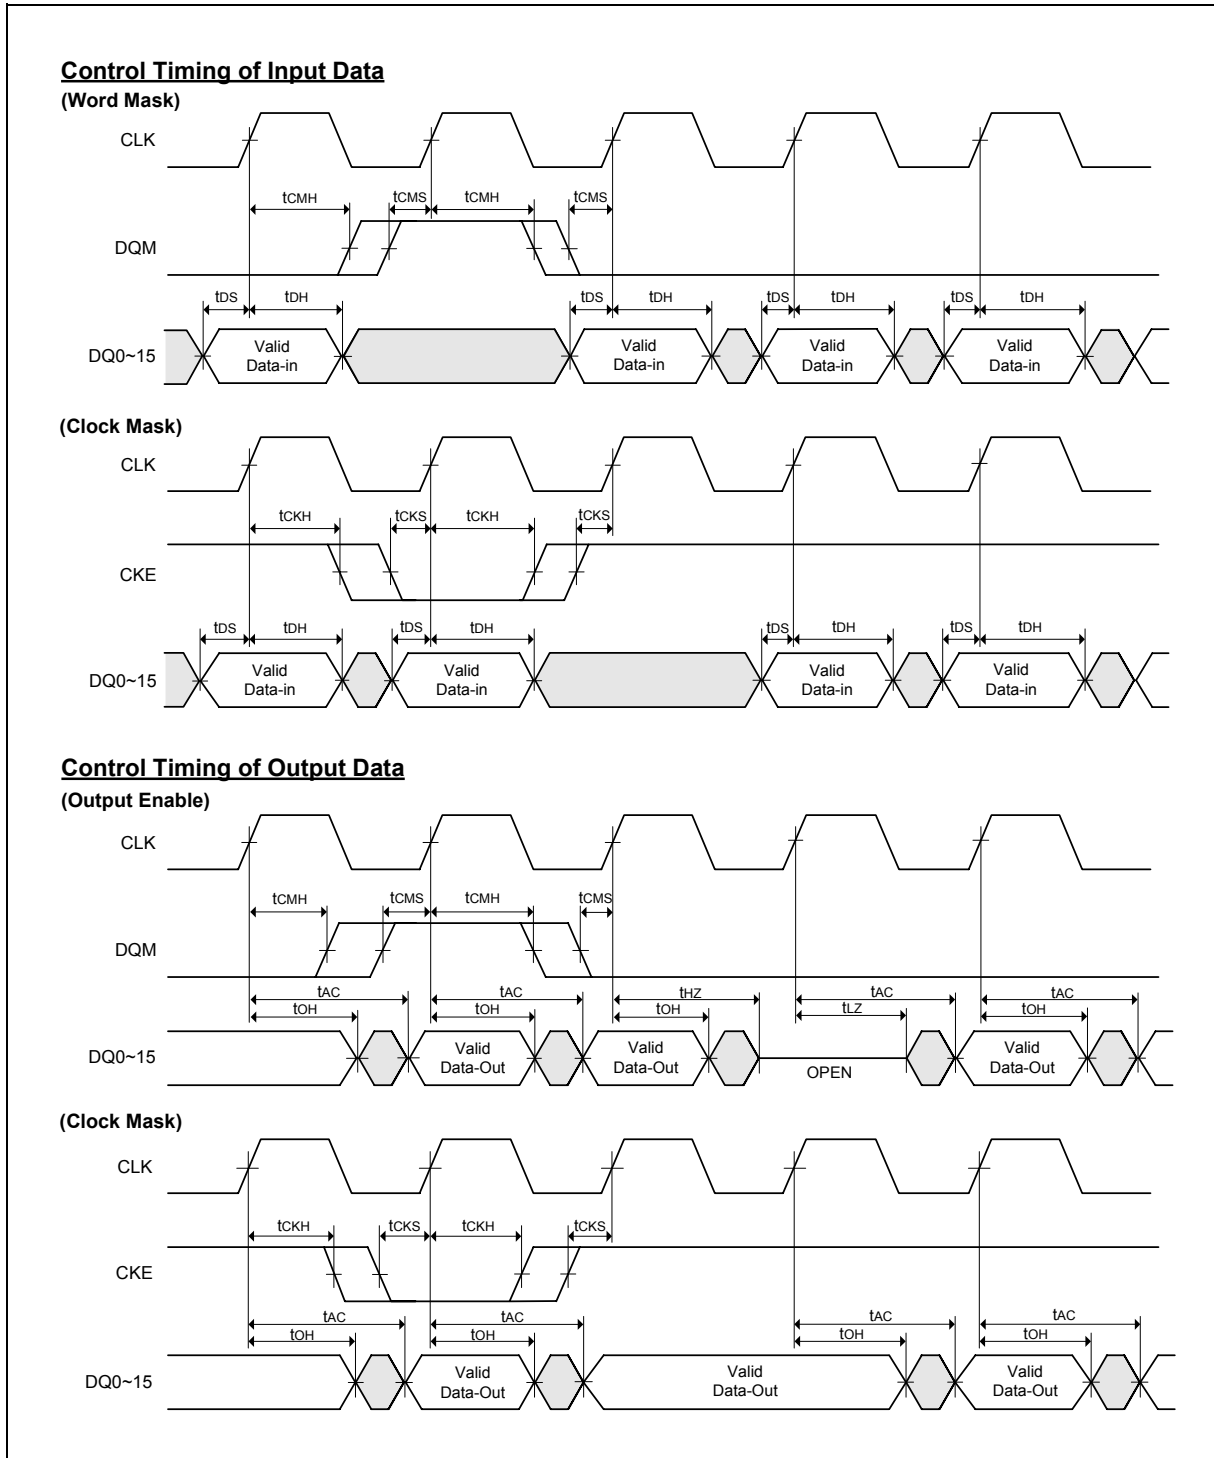 Control Timing of Input Data
(Word Mask)
CLK
tCMH tCMS tCMH tCMS
DQM
tDS tDH tDS tDH tDS tDH tDS tDH
DQ0~15
Valid Data-in
Valid Data-in
Valid Data-in
Valid Data-in
(Clock Mask)
CLK
tCKH tCKS tCKH tCKS
CKE
tDS tDH tDS tDH tDS tDH tDS tDH
DQ0~15
Valid Data-in
Valid Data-in
Valid Data-in
Valid Data-in
Control Timing of Output Data
(Output Enable)
CLK
tCMH tCMS tCMH tCMS
DQM
tAC tAC tHZ tAC tAC
tOH tOH tOH tLZ tOH
DQ0~15
Valid Data-Out
Valid Data-Out
OPEN
Valid Data-Out
(Clock Mask)
CLK
tCKH tCKS tCKH tCKS
CKE
tAC tAC tAC tAC
tOH tOH tOH tOH
DQ0~15
Valid Data-Out
Valid Data-Out
Valid Data-Out